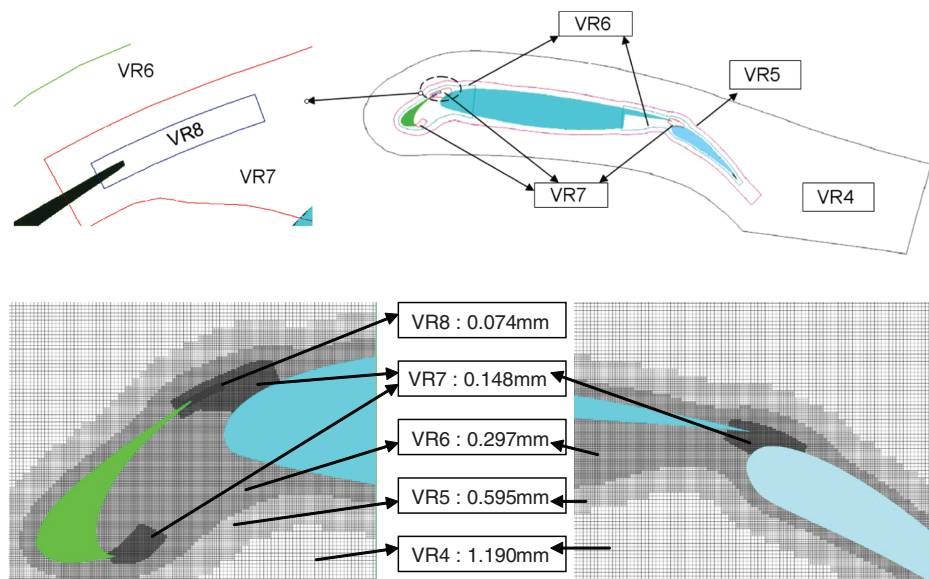 VR6
VR8
VR7
VR6
VR5
VR7
VR4
VR8 : 0.074mm
VR7 : 0.148mm
VR6 : 0.297mm
VR5 : 0.595mm
VR4 : 1.190mm